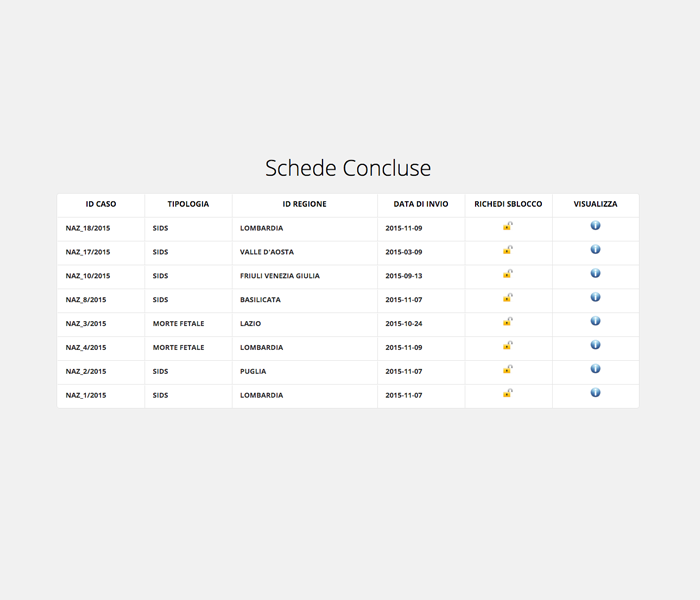 Schede Concluse
ID CASO TIPOLOGIA ID REGIONE DATA DI INVIO RICHIEDI SBLOCCO VISUALIZZA
NAZ_18/2015 SIDS LOMBARDIA 2015-11-09
NAZ_17/2015 SIDS VALLE D'AOSTA 2015-03-09
NAZ_10/2015 SIDS FRIULI VENEZIA GIULIA 2015-09-13
NAZ_8/2015 SIDS BASILICATA 2015-11-07
NAZ_3/2015 MORTE FETALE LAZIO 2015-10-24
NAZ_4/2015 MORTE FETALE LOMBARDIA 2015-11-09
NAZ_2/2015 SIDS PUGLIA 2015-11-07
NAZ_1/2015 SIDS LOMBARDIA 2015-11-07